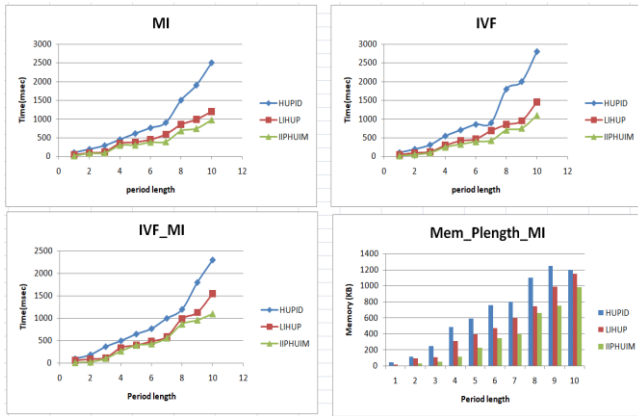 MI
3000
2500
2000
1500
1000
500
0
Time(msec)
0 2 4 6 8 10 12
period length
HUPID
LIHUP
IIPHUIM
IVF
3000
2500
2000
1500
1000
500
0
Time(msec)
0 2 4 6 8 10 12
period length
HUPID
LIHUP
IIPHUIM
IVF_MI
2500
2000
1500
1000
500
0
Time(msec)
0 2 4 6 8 10 12
period length
HUPID
LIHUP
IIPHUIM
Mem_Plength_MI
1400
1200
1000
800
600
400
200
0
Memory (KB)
1 2 3 4 5 6 7 8 9 10
Period length
HUPID
LIHUP
IIPHUIM